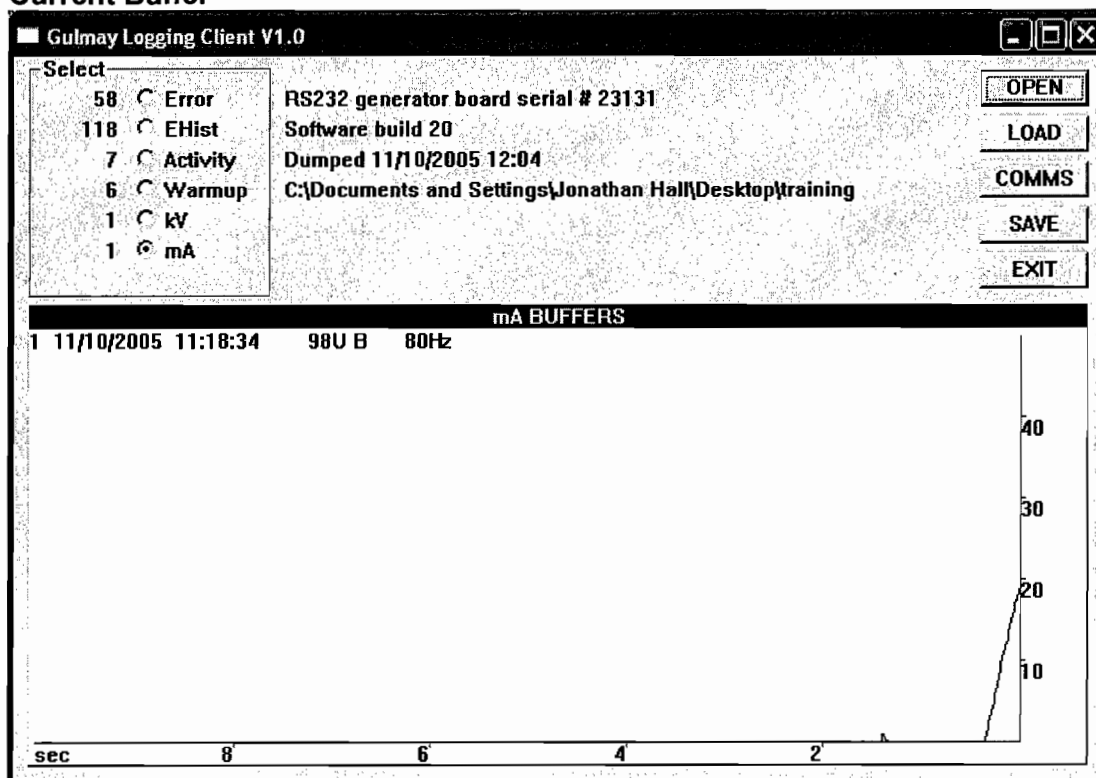 Current Buffer
Gulmay Logging Client V1.0
Select
58 Error
118 EHist
7 Activity
6 Warmup
1 kV
1 mA
RS232 generator board serial # 23131
Software build 20
Dumped 11/10/2005 12:04
C:\Documents and Settings\Jonathan Hall\Desktop\training
OPEN
LOAD
COMMS
SAVE
EXIT
mA BUFFERS
1 11/10/2005 11:18:34 98U B 80Hz
40
30
20
10
sec 8 6 4 2